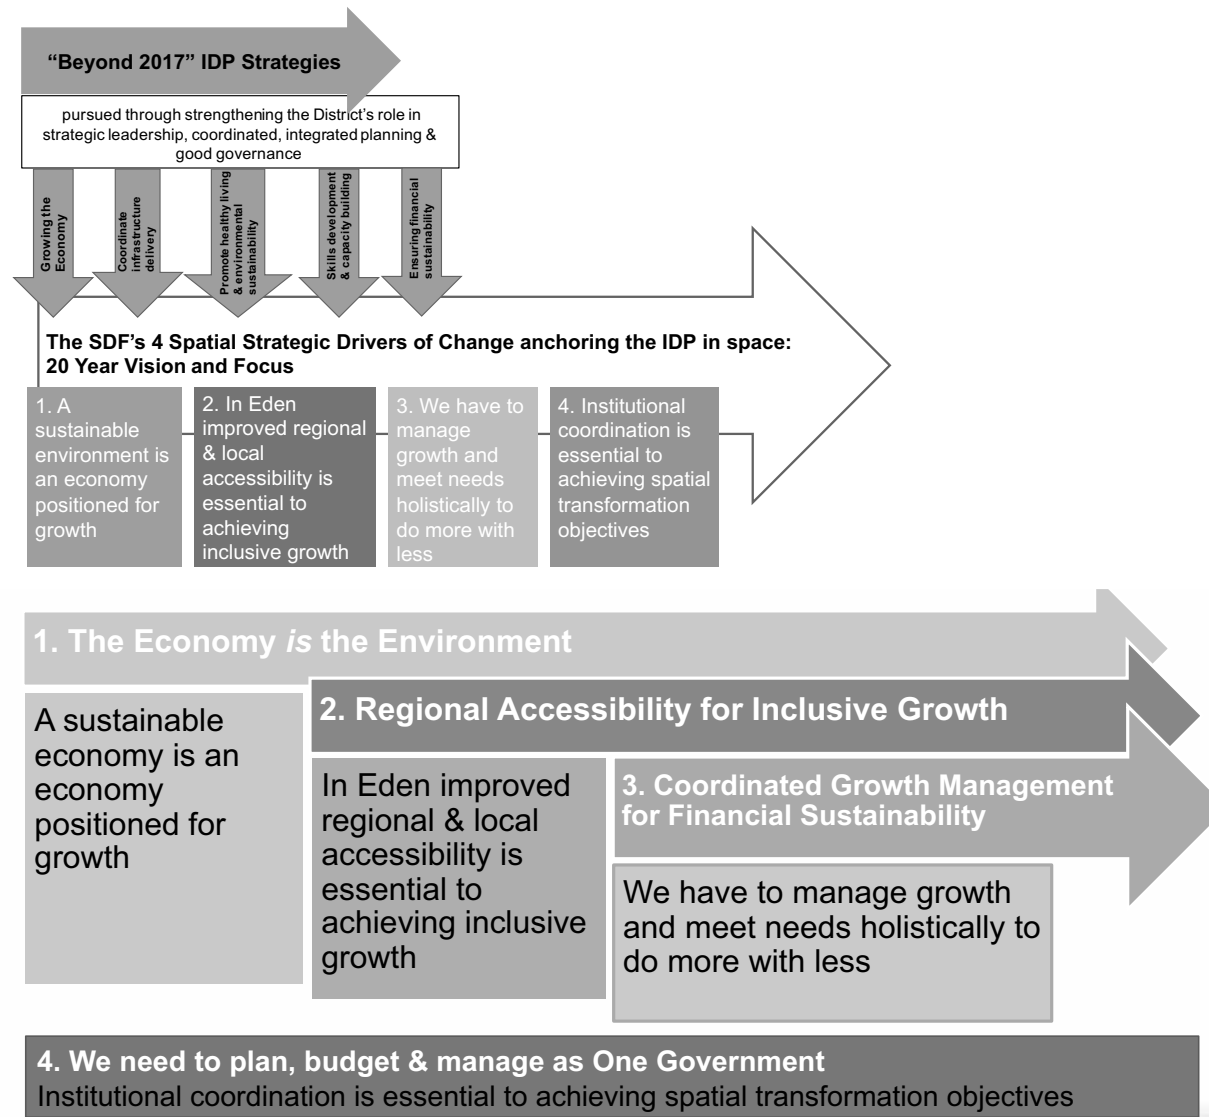 “Beyond 2017” IDP Strategies
pursued through strengthening the District’s role in
strategic leadership, coordinated, integrated planning &
good governance
Growing the
Economy
Coordinate
infrastructure
delivery
Promote healthy living
& environmental
sustainability
Skills development
& capacity building
Ensuring financial
sustainability
The SDF’s 4 Spatial Strategic Drivers of Change anchoring the IDP in space:
20 Year Vision and Focus
1. A
sustainable
environment is
an economy
positioned for
growth
2. In Eden
improved regional
& local
accessibility is
essential to
achieving
inclusive growth
3. We have to
manage
growth and
meet needs
holistically to
do more with
less
4. Institutional
coordination is
essential to
achieving spatial
transformation
objectives
1. The Economy is the Environment
A sustainable
economy is an
economy
positioned for
growth
2. Regional Accessibility for Inclusive Growth
In Eden improved
regional & local
accessibility is
essential to
achieving inclusive
growth
3. Coordinated Growth Management
for Financial Sustainability
We have to manage growth
and meet needs holistically to
do more with less
4. We need to plan, budget & manage as One Government
Institutional coordination is essential to achieving spatial transformation objectives